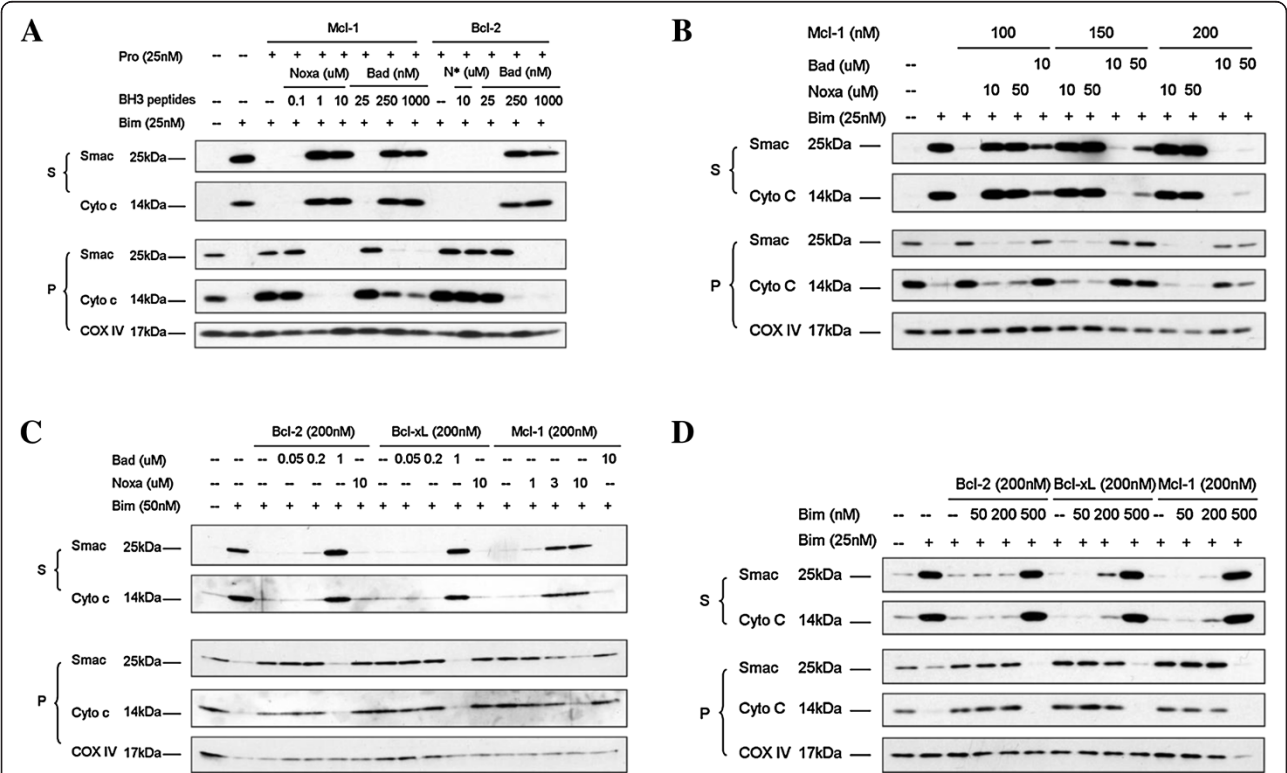 A
Mcl-1 Bcl-2
Pro (25nM) -- -- + + + + + + + + + + + +
Noxa (uM) Bad (nM) N* (uM) Bad (nM)
BH3 peptides -- -- -- 0.1 1 10 25 250 1000 -- 10 25 250 1000
Bim (25nM) -- + + + + + + + + + + + + +
S
Smac 25kDa
Cyto c 14kDa
P
Smac 25kDa
Cyto c 14kDa
COX IV 17kDa
B
Mcl-1 (nM) 100 150 200
Bad (uM) -- 10 10 50 10 50
Noxa (uM) -- 10 50 10 50 10 50
Bim (25nM) -- + + + + + + + + + + + + +
S
Smac 25kDa
Cyto C 14kDa
P
Smac 25kDa
Cyto C 14kDa
COX IV 17kDa
C
Bcl-2 (200nM) Bcl-xL (200nM) Mcl-1 (200nM)
Bad (uM) -- -- -- 0.05 0.2 1 -- -- 0.05 0.2 1 -- -- -- -- -- 10
Noxa (uM) -- -- -- -- -- -- 10 -- -- -- -- 10 -- 1 3 10 --
Bim (50nM) -- + + + + + + + + + + + + + + + +
S
Smac 25kDa
Cyto c 14kDa
P
Smac 25kDa
Cyto c 14kDa
COX IV 17kDa
D
Bcl-2 (200nM) Bcl-xL (200nM) Mcl-1 (200nM)
Bim (nM) -- -- -- 50 200 500 -- 50 200 500 -- 50 200 500
Bim (25nM) -- + + + + + + + + + + + + +
S
Smac 25kDa
Cyto C 14kDa
P
Smac 25kDa
Cyto C 14kDa
COX IV 17kDa